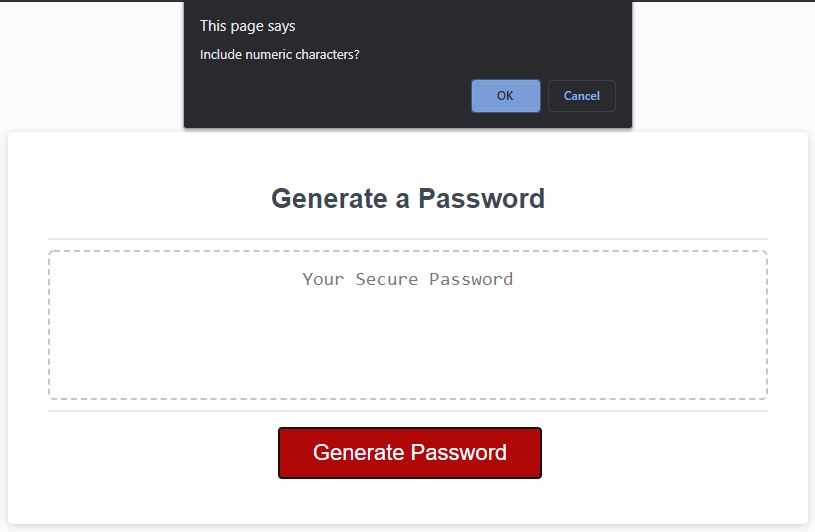 This page says
Include numeric characters?
OK Cancel
Generate a Password
Your Secure Password
Generate Password